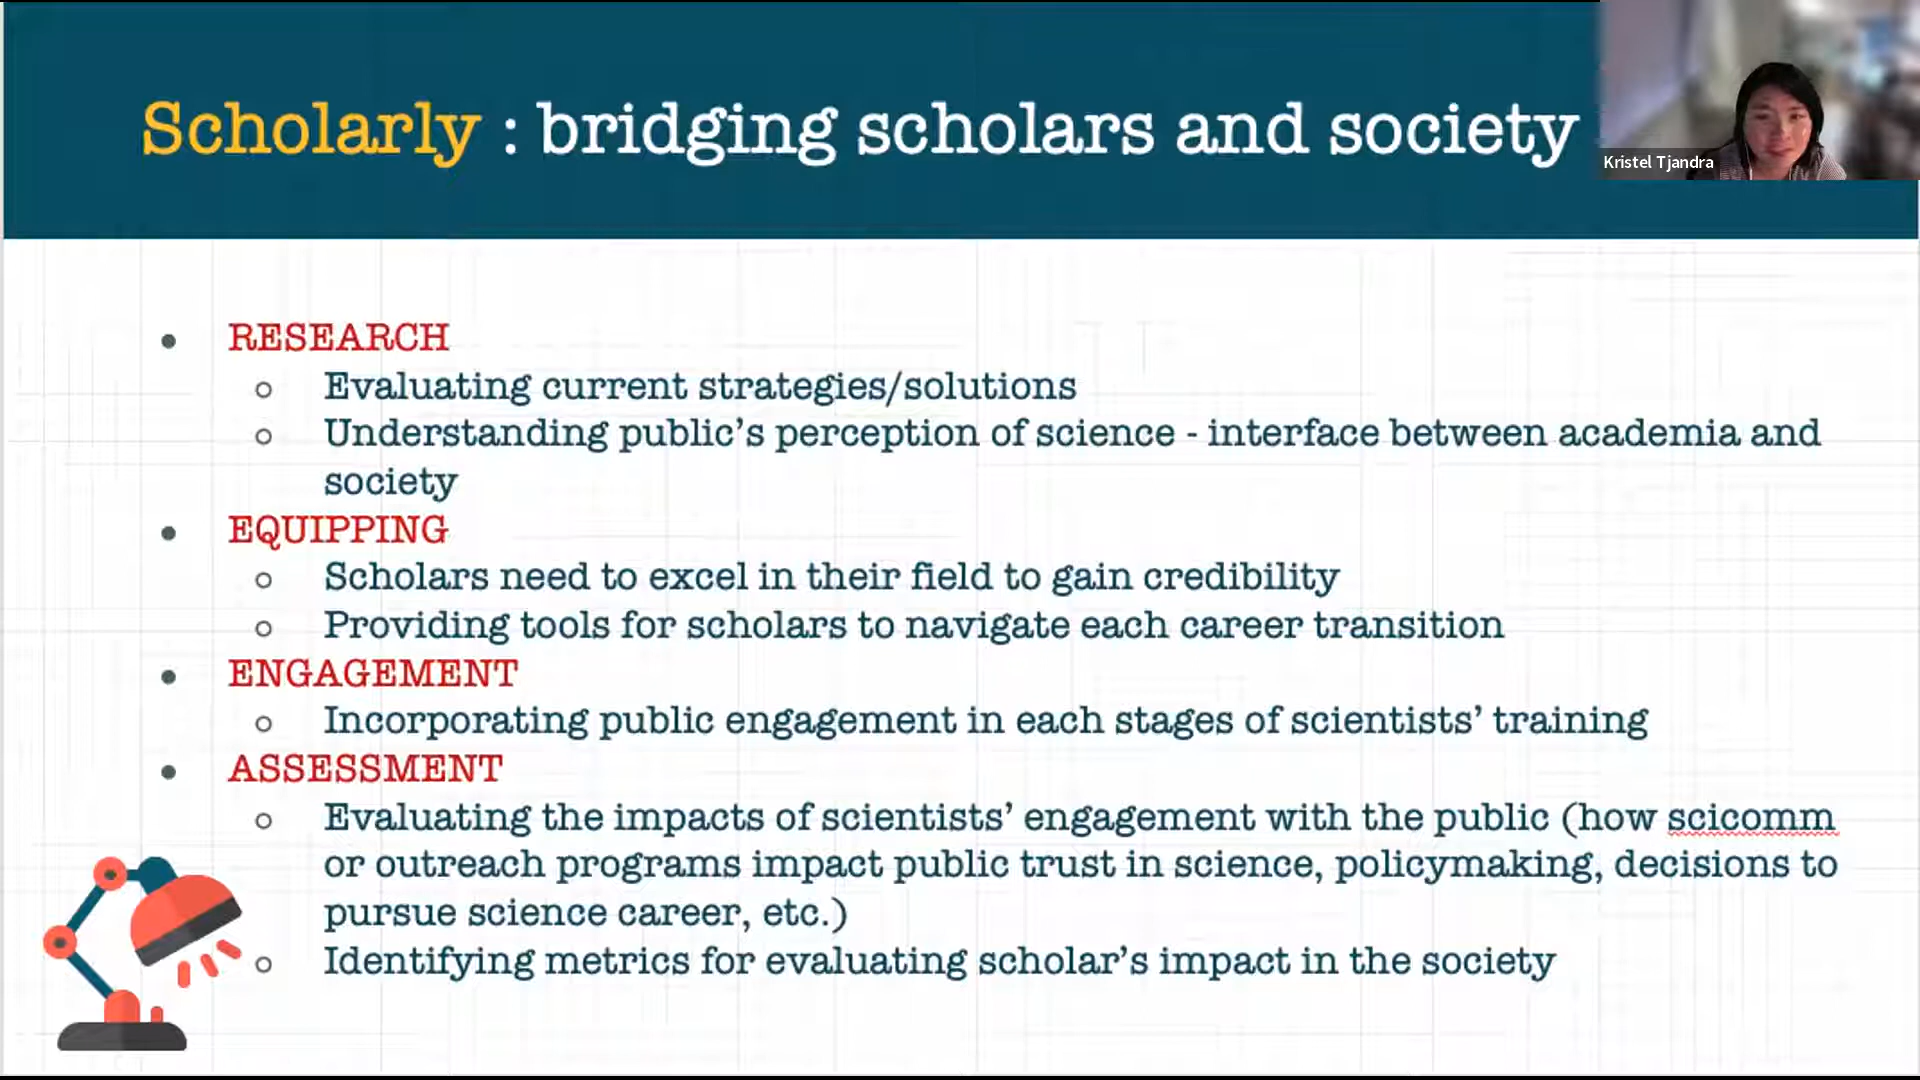 Scholarly : bridging scholars and society
Kristel Tjandra
RESEARCH
Evaluating current strategies/solutions
Understanding public's perception of science - interface between academia and
society
EQUIPPING
Scholars need to excel in their field to gain credibility
Providing tools for scholars to navigate each career transition
ENGAGEMENT
Incorporating public engagement in each stages of scientists' training
ASSESSMENT
Evaluating the impacts of scientists' engagement with the public (how scicomm
or outreach programs impact public trust in science, policymaking, decisions to
pursue science career, etc.)
Identifying metrics for evaluating scholar's impact in the society